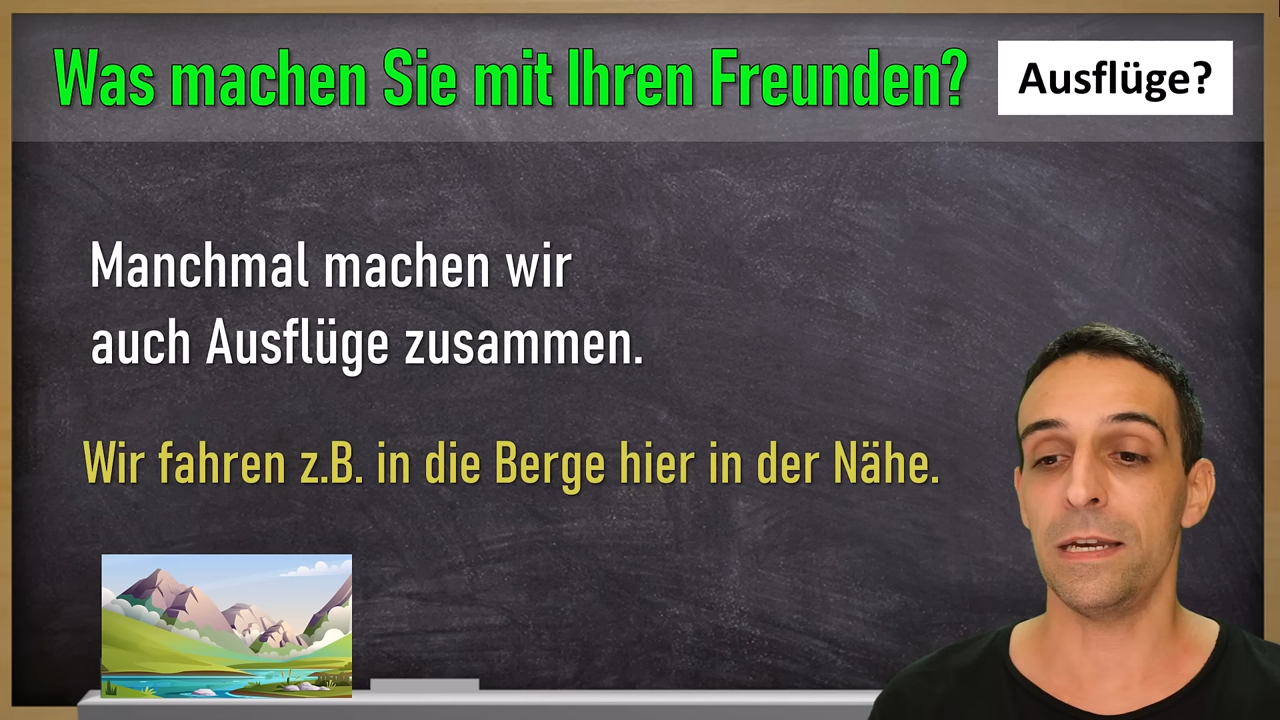 Was machen Sie mit Ihren Freunden?
Ausflüge?
Manchmal machen wir
auch Ausflüge zusammen.
Wir fahren z.B. in die Berge hier in der Nähe.